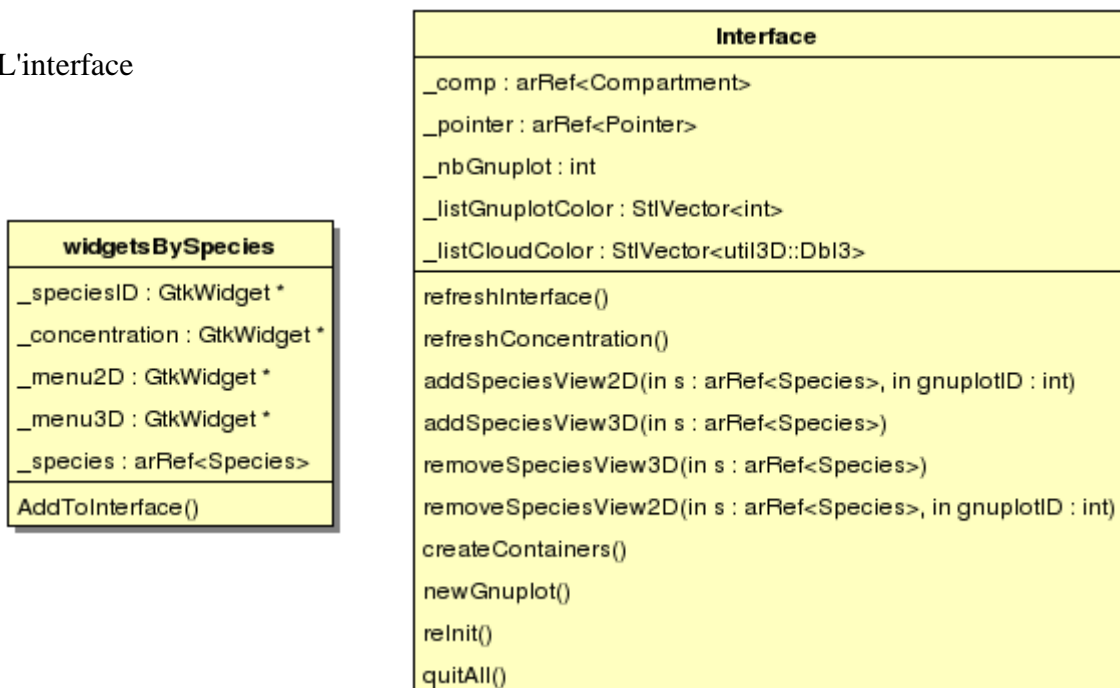 L'interface
widgetsBySpecies
_speciesID : GtkWidget *
_concentration : GtkWidget *
_menu2D : GtkWidget *
_menu3D : GtkWidget *
_species : arRef<Species>
AddToInterface()
Interface
_comp : arRef<Compartment>
_pointer : arRef<Pointer>
_nbGnuplot : int
_listGnuplotColor : StlVector<int>
_listCloudColor : StlVector<util3D::Dbl3>
refreshInterface()
refreshConcentration()
addSpeciesView2D(in s : arRef<Species>, in gnuplotID : int)
addSpeciesView3D(in s : arRef<Species>)
removeSpeciesView3D(in s : arRef<Species>)
removeSpeciesView2D(in s : arRef<Species>, in gnuplotID : int)
createContainers()
newGnuplot()
reInit()
quitAll()